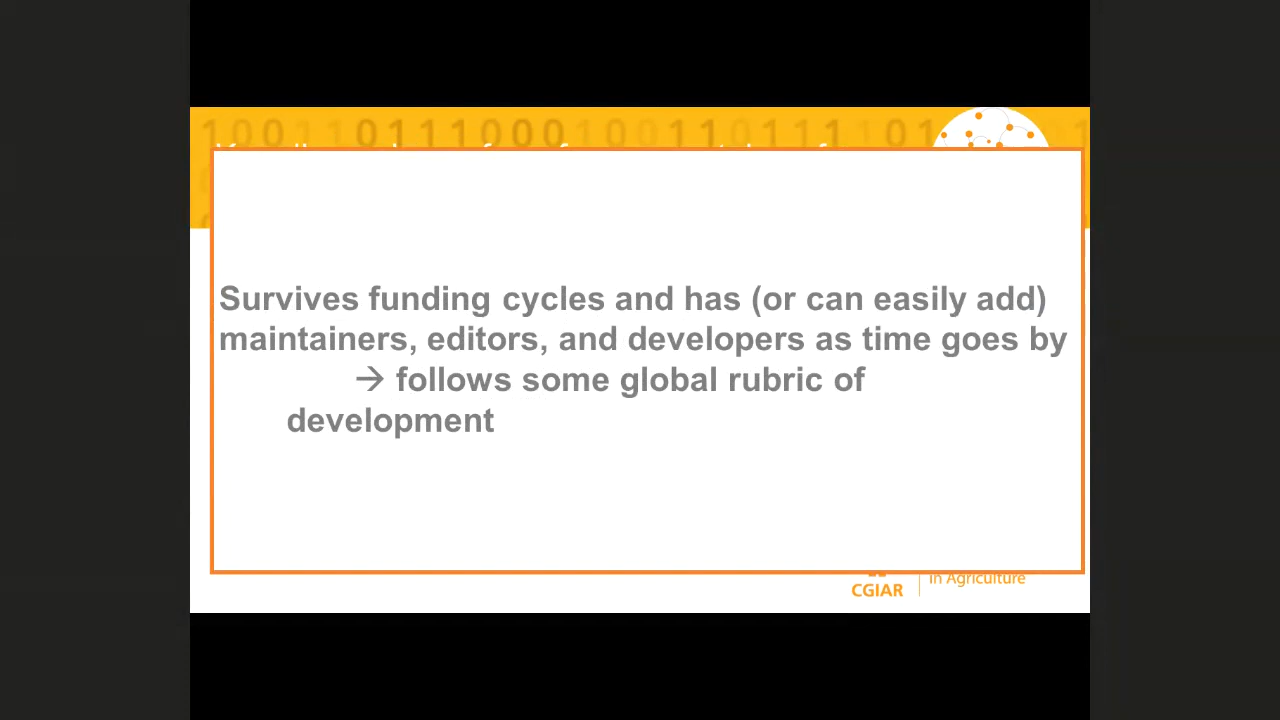 10011011100010011011101
Survives funding cycles and has (or can easily add)
maintainers, editors, and developers as time goes by
→ follows some global rubric of
development
in Agriculture
CGIAR